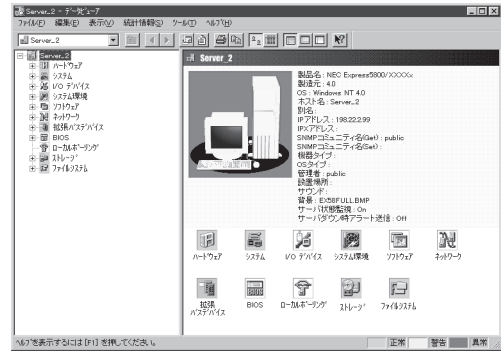 Server_2 - データビューア
ファイル(F) 編集(E) 表示(V) 統計情報(S) ツール(T) ヘルプ(H)
Server_2
Server_2
ハードウェア
システム
I/O デバイス
システム環境
ソフトウェア
ネットワーク
拡張バスデバイス
BIOS
ローカルポーリング
ストレージ
ファイルシステム
Server_2
製品名 : NEC Express5800/XXXXx
製造元 : 4.0
OS : Windows NT 4.0
ホスト名 : Server_2
別名 :
IPアドレス : 198.22.2.99
IPXアドレス :
SNMPコミュニティ名(Get) : public
SNMPコミュニティ名(Set) :
機器タイプ :
OSタイプ :
管理者 : public
設置場所 :
サウンド :
背景 : EX58FULL.BMP
サーバ状態監視 : On
サーバダウン時アラート送信 : Off
ハードウェア システム I/O デバイス システム環境 ソフトウェア ネットワーク
拡張バスデバイス BIOS ローカルポーリング ストレージ ファイルシステム
ヘルプを表示するには [F1] を押してください。 正常 警告 異常